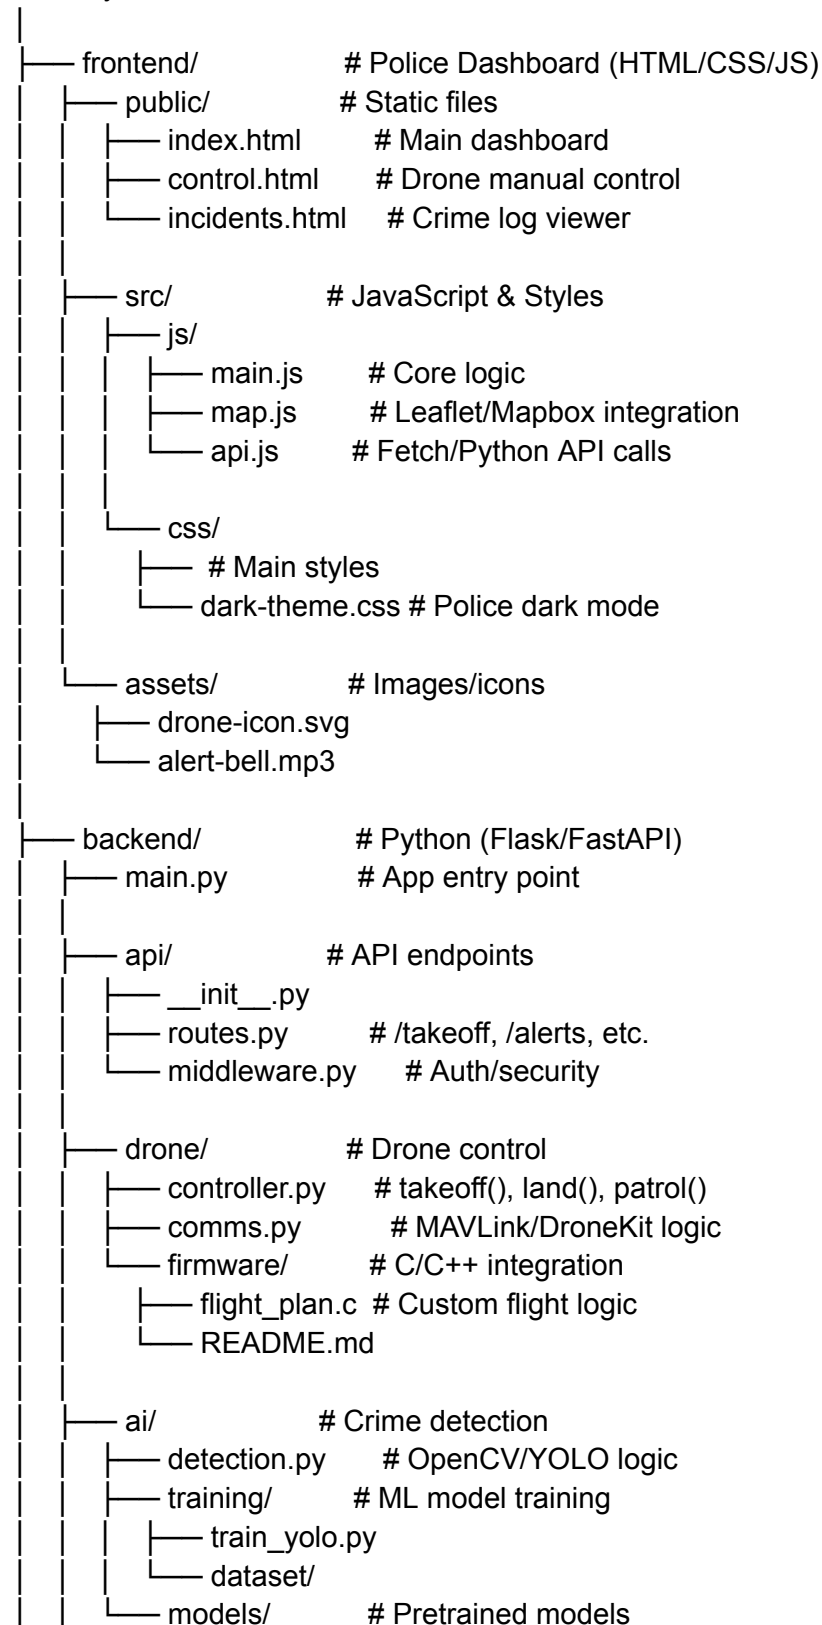 │
├── frontend/ # Police Dashboard (HTML/CSS/JS)
│ ├── public/ # Static files
│ │ ├── index.html # Main dashboard
│ │ ├── control.html # Drone manual control
│ │ └── incidents.html # Crime log viewer
│ │
│ ├── src/ # JavaScript & Styles
│ │ ├── js/
│ │ │ ├── main.js # Core logic
│ │ │ ├── map.js # Leaflet/Mapbox integration
│ │ │ └── api.js # Fetch/Python API calls
│ │ │
│ │ └── css/
│ │ ├── # Main styles
│ │ └── dark-theme.css # Police dark mode
│ │
│ └── assets/ # Images/icons
│ ├── drone-icon.svg
│ └── alert-bell.mp3
│
├── backend/ # Python (Flask/FastAPI)
│ ├── main.py # App entry point
│ │
│ ├── api/ # API endpoints
│ │ ├── __init__.py
│ │ ├── routes.py # /takeoff, /alerts, etc.
│ │ └── middleware.py # Auth/security
│ │
│ ├── drone/ # Drone control
│ │ ├── controller.py # takeoff(), land(), patrol()
│ │ ├── comms.py # MAVLink/DroneKit logic
│ │ └── firmware/ # C/C++ integration
│ │ ├── flight_plan.c # Custom flight logic
│ │ └── README.md
│ │
│ ├── ai/ # Crime detection
│ │ ├── detection.py # OpenCV/YOLO logic
│ │ ├── training/ # ML model training
│ │ │ ├── train_yolo.py
│ │ │ └── dataset/
│ │ └── models/ # Pretrained models